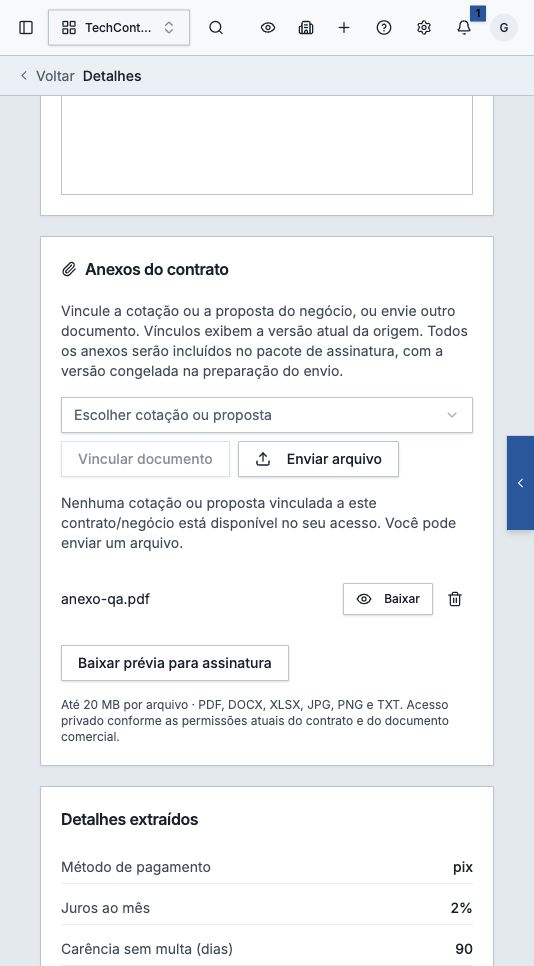 TechCont...
1
G
Voltar Detalhes
Anexos do contrato
Vincule a cotação ou a proposta do negócio, ou envie outro
documento. Vínculos exibem a versão atual da origem. Todos
os anexos serão incluídos no pacote de assinatura, com a
versão congelada na preparação do envio.
Escolher cotação ou proposta
Vincular documento Enviar arquivo
Nenhuma cotação ou proposta vinculada a este
contrato/negócio está disponível no seu acesso. Você pode
enviar um arquivo.
anexo-qa.pdf Baixar
Baixar prévia para assinatura
Até 20 MB por arquivo · PDF, DOCX, XLSX, JPG, PNG e TXT. Acesso
privado conforme as permissões atuais do contrato e do documento
comercial.
Detalhes extraídos
Método de pagamento pix
Juros ao mês 2%
Carência sem multa (dias) 90